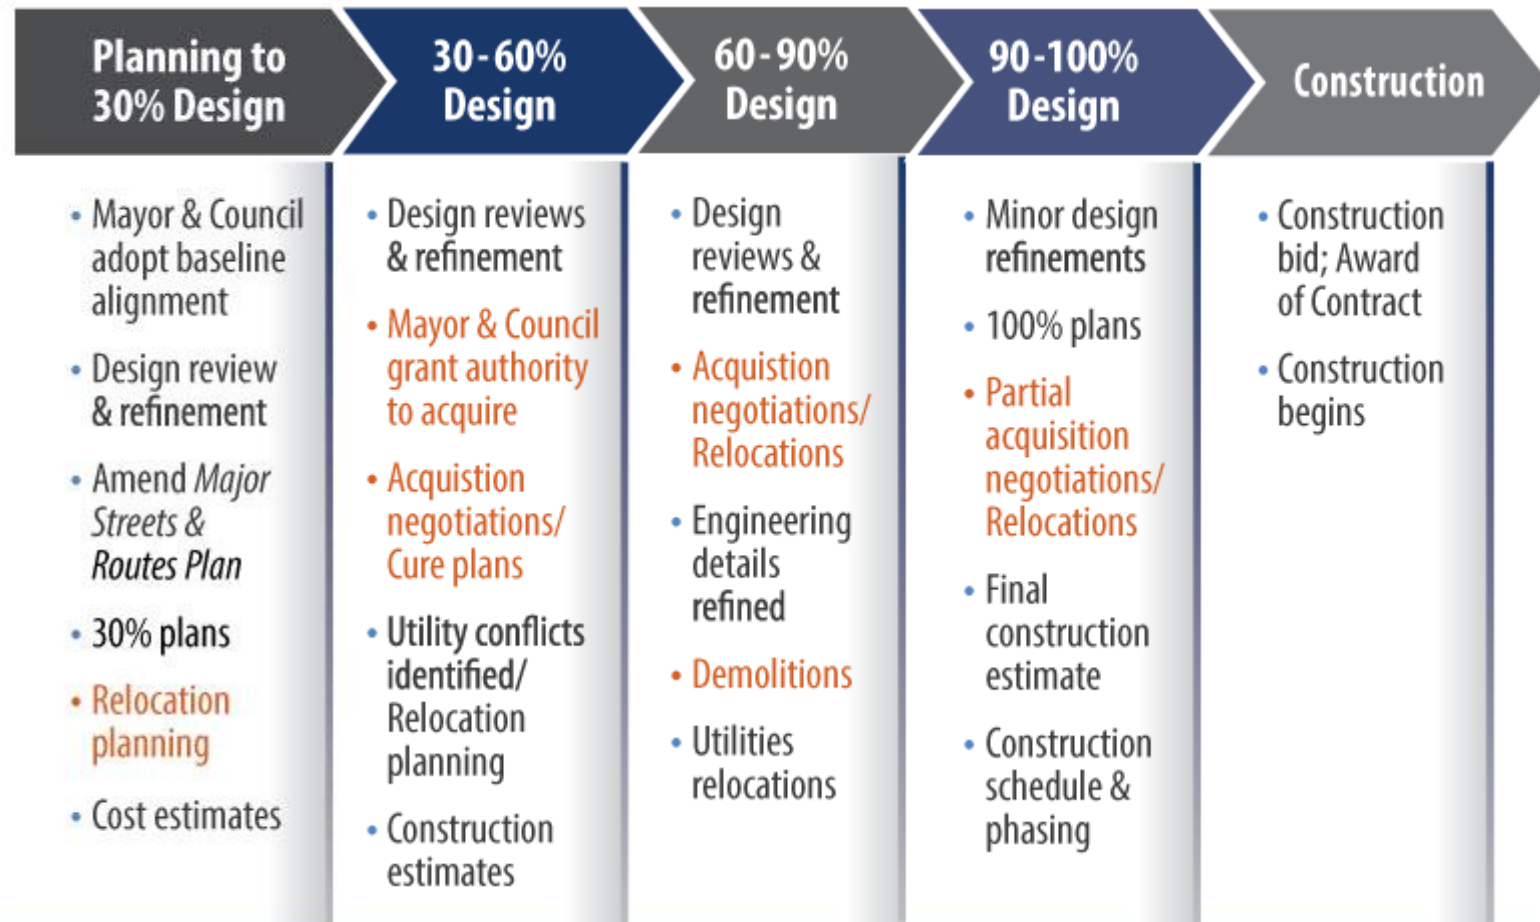 Planning to
30% Design
30-60%
Design
60-90%
Design
90-100%
Design
Construction
• Mayor & Council
adopt baseline
alignment
• Design review
& refinement
• Amend Major
Streets &
Routes Plan
• 30% plans
• Relocation
planning
• Cost estimates
• Design reviews
& refinement
• Mayor & Council
grant authority
to acquire
• Acquistion
negotiations/
Cure plans
• Utility conflicts
identified/
Relocation
planning
• Construction
estimates
• Design
reviews &
refinement
• Acquistion
negotiations/
Relocations
• Engineering
details
refined
• Demolitions
• Utilities
relocations
• Minor design
refinements
• 100% plans
• Partial
acquisition
negotiations/
Relocations
• Final
construction
estimate
• Construction
schedule &
phasing
• Construction
bid; Award
of Contract
• Construction
begins